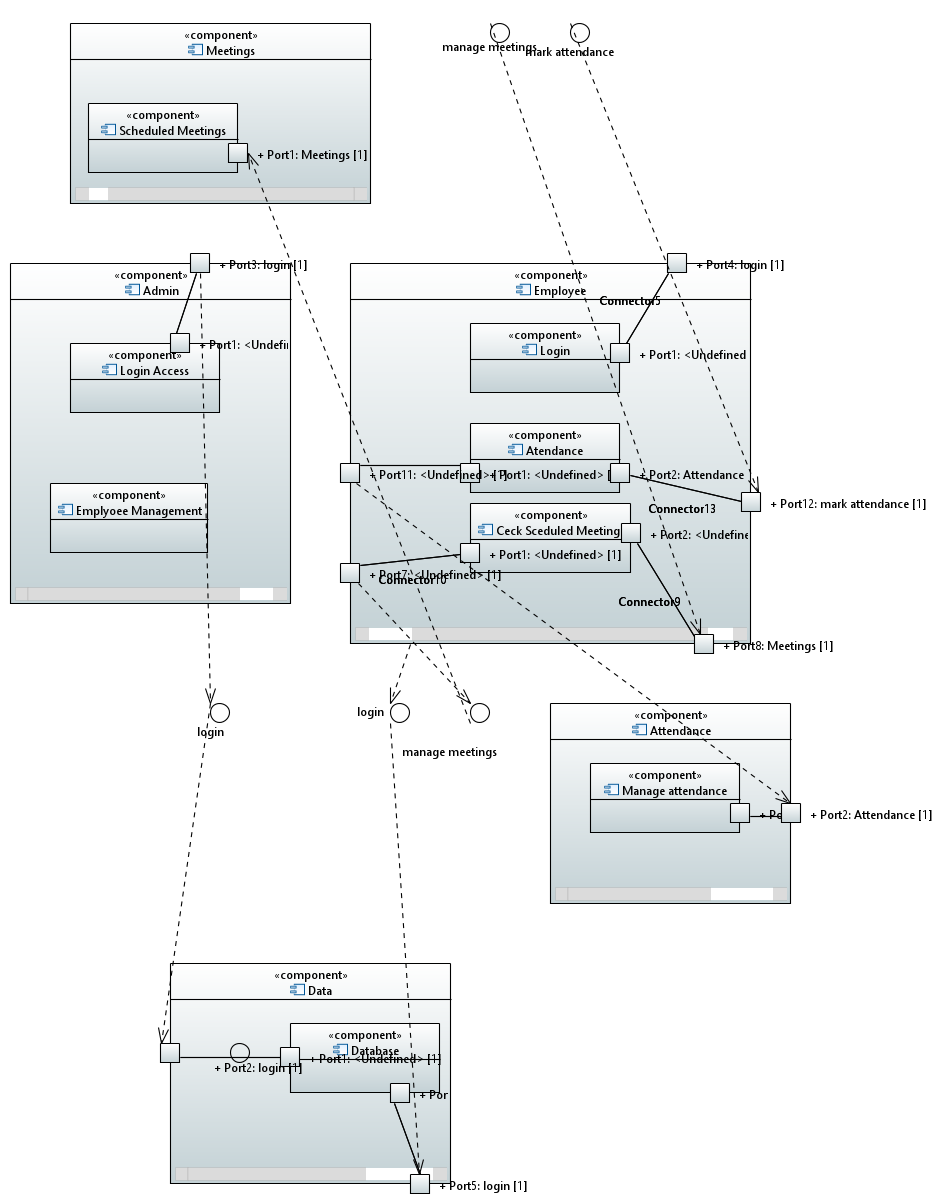 «component»
Meetings
«component»
Scheduled Meetings
+ Port1: Meetings [1]
manage meetings
mark attendance
+ Port3: login [1]
«component»
Admin
+ Port1: <Undefi
«component»
Login Access
«component»
Emplyoee Management
+ Port4: login [1]
«component»
Employee
Connector5
«component»
Login
+ Port1: <Undefined
«component»
Atendance
+ Port11: <Undefined> [1]
+ Port1: <Undefined> [
+ Port2: Attendance
+ Port12: mark attendance [1]
Connector13
«component»
Ceck Sceduled Meeting
+ Port2: <Undefine
+ Port1: <Undefined> [1]
+ Port7: <Undefined> [1]
Connector10
Connector9
+ Port8: Meetings [1]
login
login
manage meetings
«component»
Attendance
«component»
Manage attendance
+ Po
+ Port2: Attendance [1]
«component»
Data
«component»
Database
+ Port1: <Undefined> [1]
+ Port2: login [1]
+ Por
+ Port5: login [1]